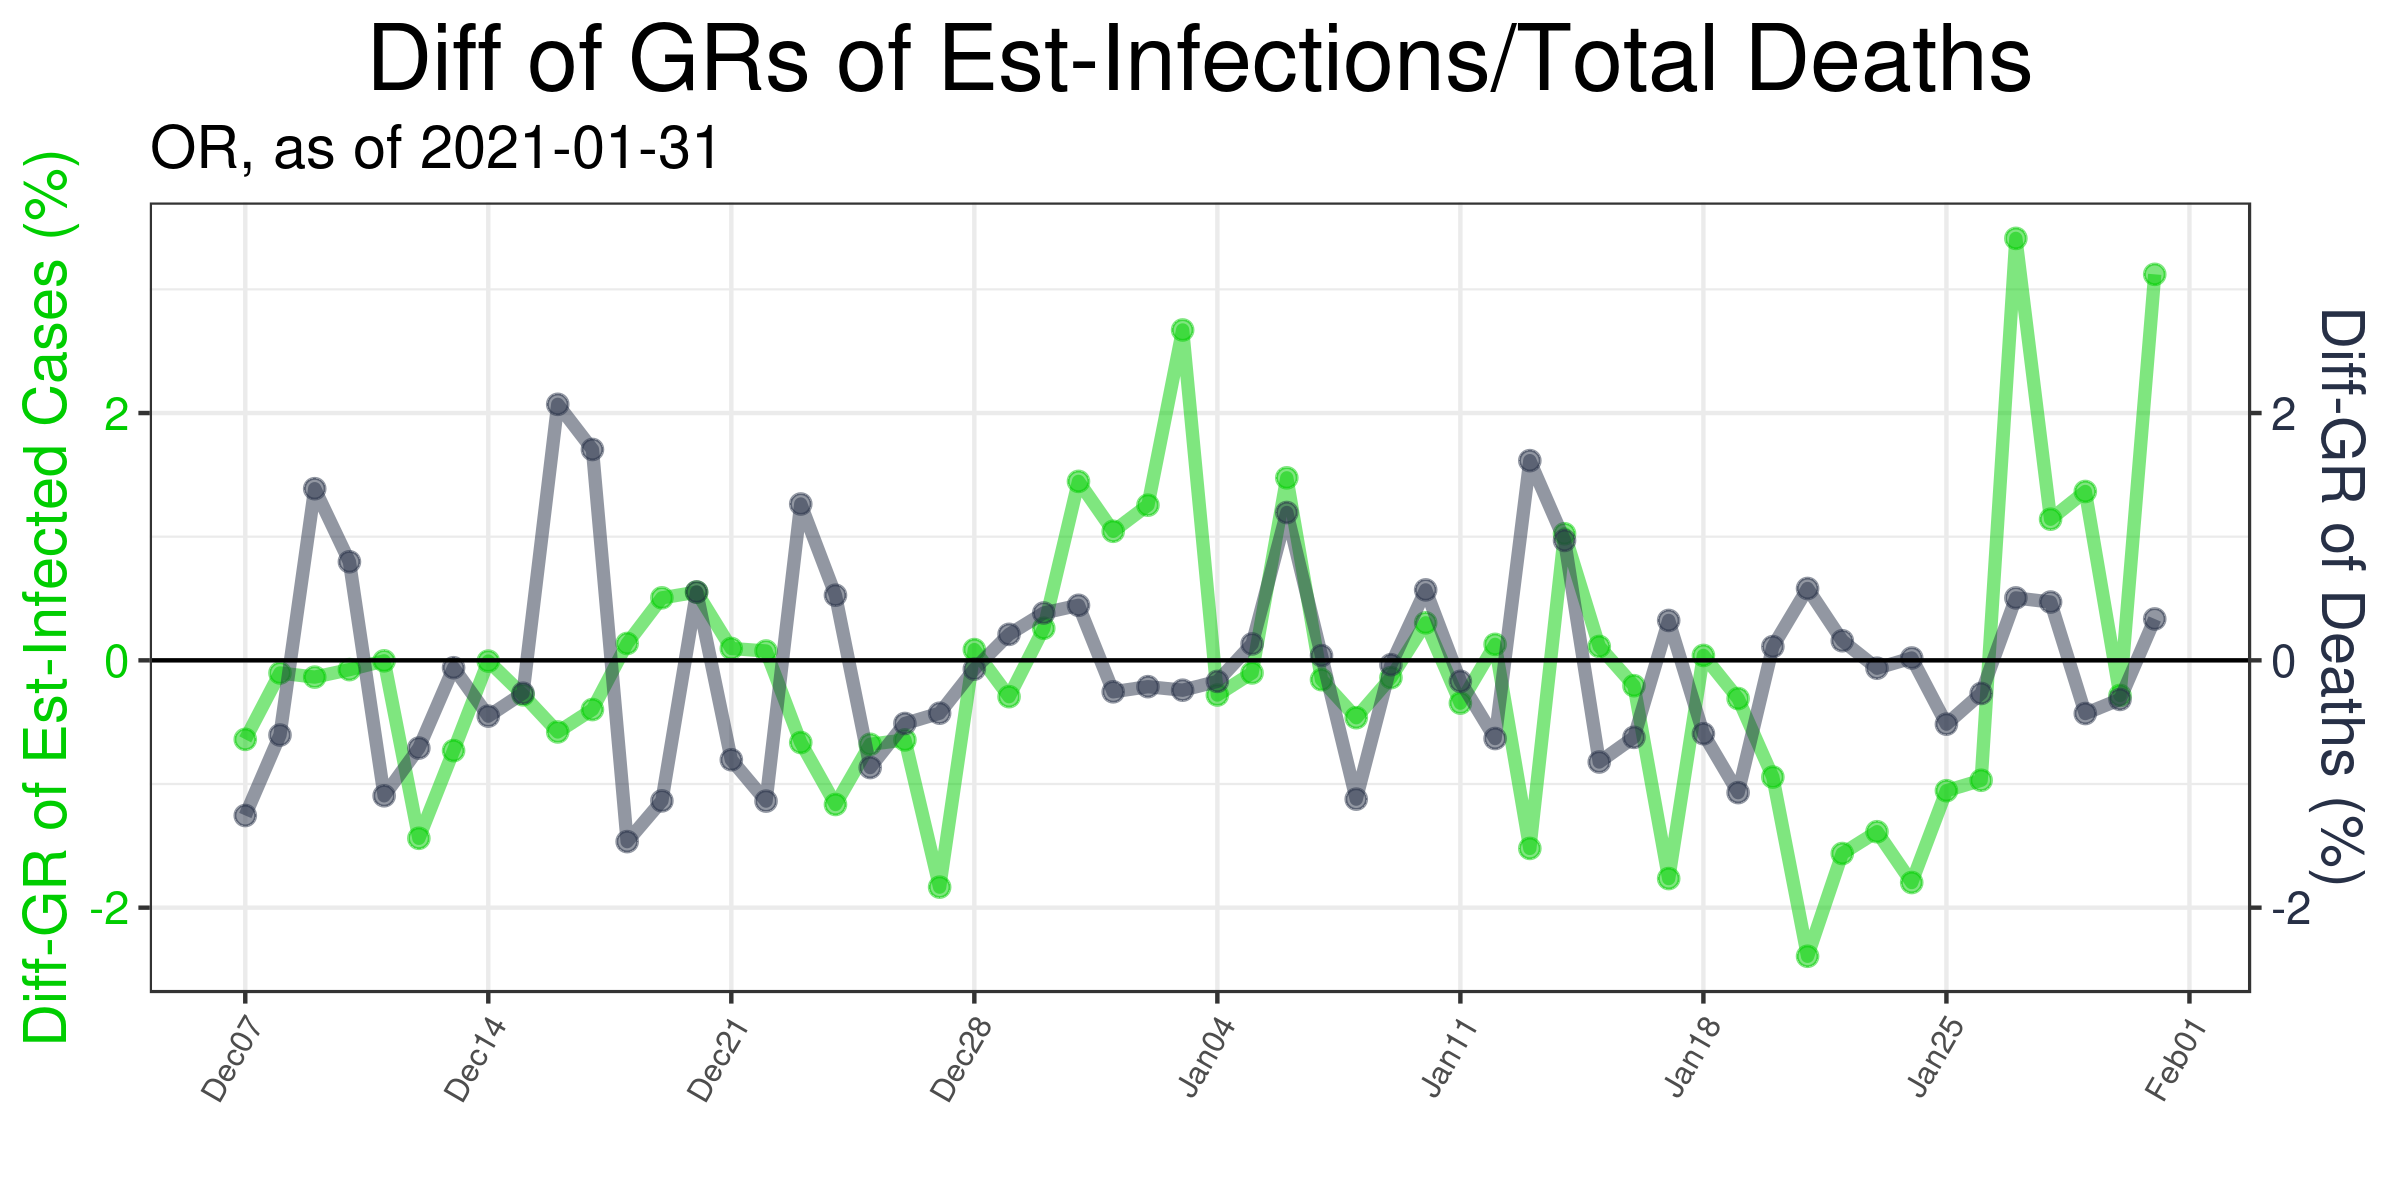 Diff of GRs of Est-Infections/Total Deaths
OR, as of 2021-01-31
Diff-GR of Est-Infected Cases (%)
2
0
-2
2
0
-2
Diff-GR of Deaths (%)
Dec07
Dec14
Dec21
Dec28
Jan04
Jan11
Jan18
Jan25
Feb01